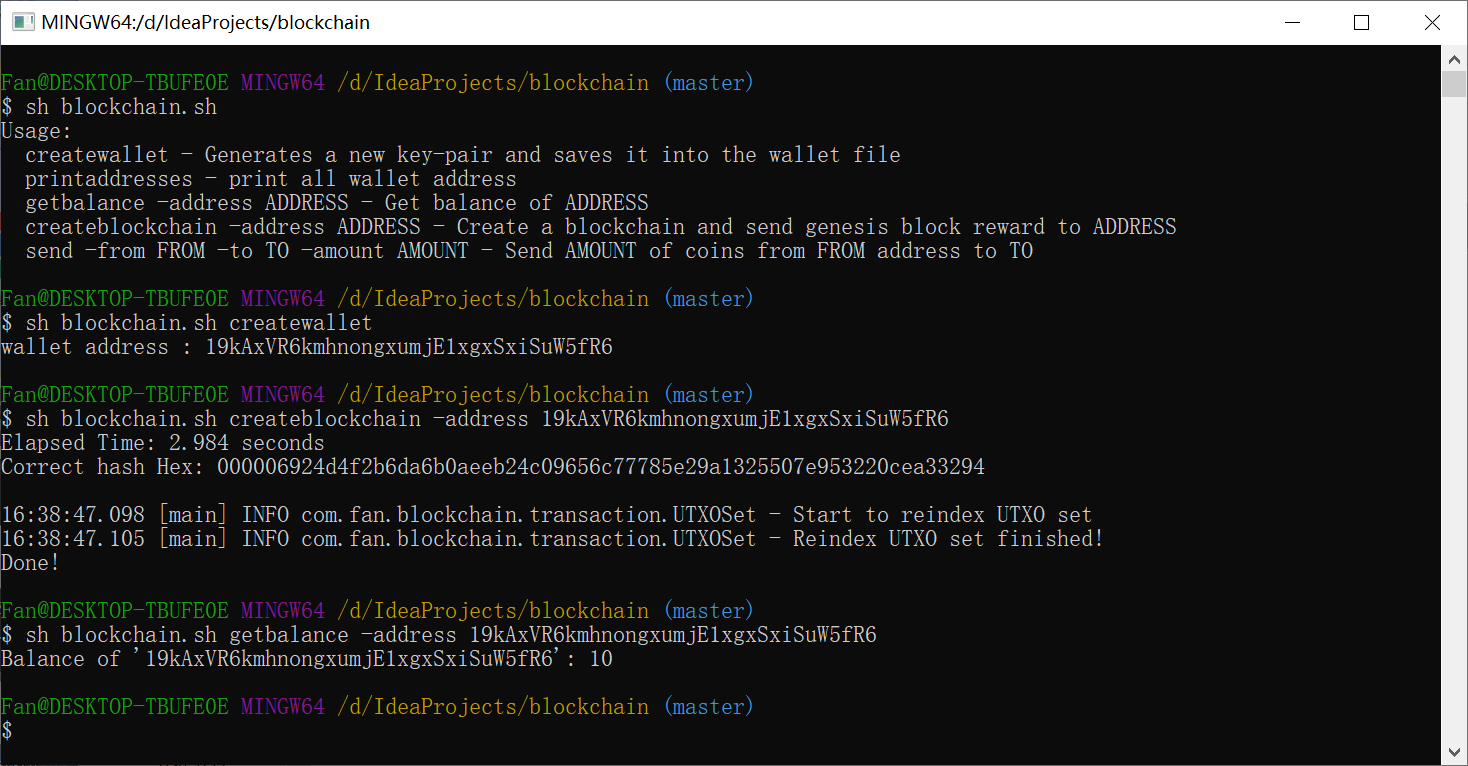 MINGW64:/d/IdeaProjects/blockchain
Fan@DESKTOP-TBUFEOE MINGW64 /d/IdeaProjects/blockchain (master)
$ sh blockchain.sh
Usage:
  createwallet - Generates a new key-pair and saves it into the wallet file
  printaddresses - print all wallet address
  getbalance -address ADDRESS - Get balance of ADDRESS
  createblockchain -address ADDRESS - Create a blockchain and send genesis block reward to ADDRESS
  send -from FROM -to TO -amount AMOUNT - Send AMOUNT of coins from FROM address to TO
Fan@DESKTOP-TBUFEOE MINGW64 /d/IdeaProjects/blockchain (master)
$ sh blockchain.sh createwallet
wallet address : 19kAxVR6kmhnongxumjE1xgxSxiSuW5fR6
Fan@DESKTOP-TBUFEOE MINGW64 /d/IdeaProjects/blockchain (master)
$ sh blockchain.sh createblockchain -address 19kAxVR6kmhnongxumjE1xgxSxiSuW5fR6
Elapsed Time: 2.984 seconds
Correct hash Hex: 000006924d4f2b6da6b0aeeb24c09656c77785e29a1325507e953220cea33294
16:38:47.098 [main] INFO com.fan.blockchain.transaction.UTXOSet - Start to reindex UTXO set
16:38:47.105 [main] INFO com.fan.blockchain.transaction.UTXOSet - Reindex UTXO set finished!
Done!
Fan@DESKTOP-TBUFEOE MINGW64 /d/IdeaProjects/blockchain (master)
$ sh blockchain.sh getbalance -address 19kAxVR6kmhnongxumjE1xgxSxiSuW5fR6
Balance of '19kAxVR6kmhnongxumjE1xgxSxiSuW5fR6': 10
Fan@DESKTOP-TBUFEOE MINGW64 /d/IdeaProjects/blockchain (master)
$